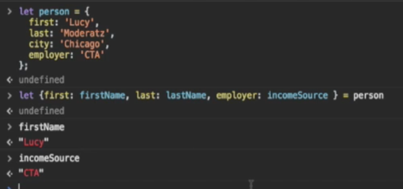 > let person = {
first: 'Lucy',
last: 'Moderatz',
city: 'Chicago',
employer: 'CTA'
};
< undefined
> let {first: firstName, last: lastName, employer: incomeSource } = person
< undefined
> firstName
< "Lucy"
> incomeSource
< "CTA"
>